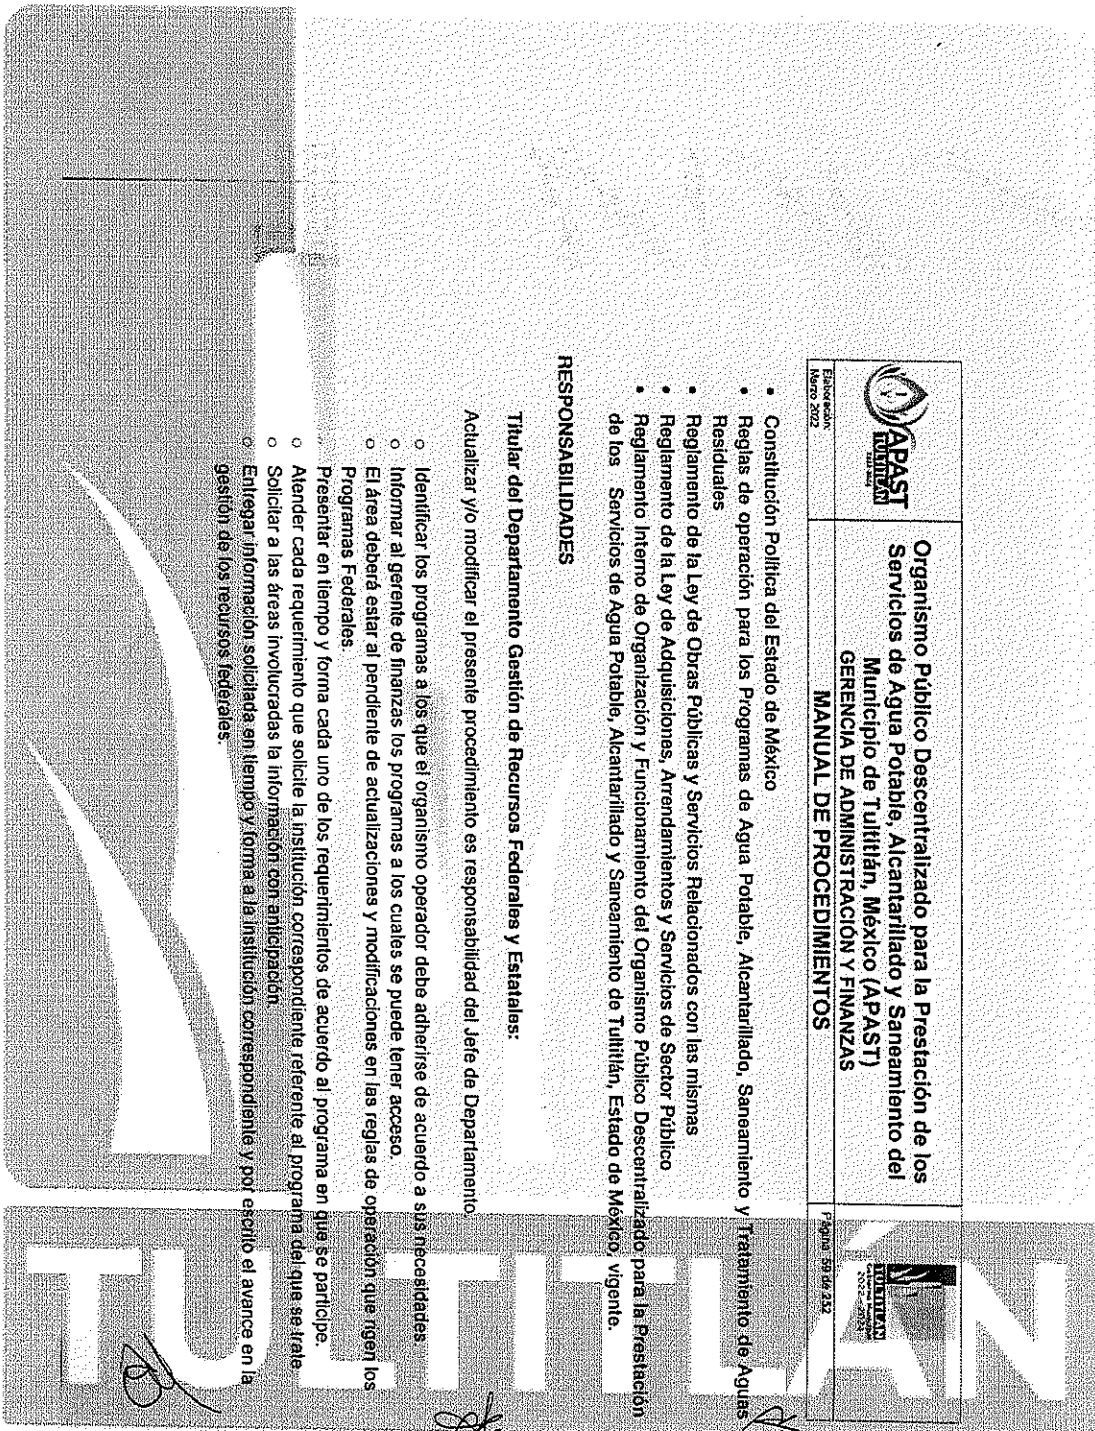 APAST
TULTITLÁN
Elaboración:
Marzo 2022
Organismo Público Descentralizado para la Prestación de los
Servicios de Agua Potable, Alcantarillado y Saneamiento del
Municipio de Tultitlán, México (APAST)
GERENCIA DE ADMINISTRACIÓN Y FINANZAS
MANUAL DE PROCEDIMIENTOS
TULTITLÁN
2022-2024
Página 59 de 252
• Constitución Política del Estado de México
• Reglas de operación para los Programas de Agua Potable, Alcantarillado, Saneamiento y Tratamiento de Aguas
Residuales
• Reglamento de la Ley de Obras Públicas y Servicios Relacionados con las mismas
• Reglamento de la Ley de Adquisiciones, Arrendamientos y Servicios de Sector Público
• Reglamento Interno de Organización y Funcionamiento del Organismo Público Descentralizado para la Prestación
de los Servicios de Agua Potable, Alcantarillado y Saneamiento de Tultitlán, Estado de México, vigente.
RESPONSABILIDADES
Titular del Departamento Gestión de Recursos Federales y Estatales:
Actualizar y/o modificar el presente procedimiento es responsabilidad del Jefe de Departamento.
o Identificar los programas a los que el organismo operador debe adherirse de acuerdo a sus necesidades.
o Informar al gerente de finanzas los programas a los cuales se puede tener acceso.
o El área deberá estar al pendiente de actualizaciones y modificaciones en las reglas de operación que rigen los
Programas Federales.
o Presentar en tiempo y forma cada uno de los requerimientos de acuerdo al programa en que se participe.
o Atender cada requerimiento que solicite la institución correspondiente referente al programa del que se trate
o Solicitar a las áreas involucradas la información con anticipación.
o Entregar información solicitada en tiempo y forma a la institución correspondiente y por escrito el avance en la
gestión de los recursos federales.
TULTITLÁN